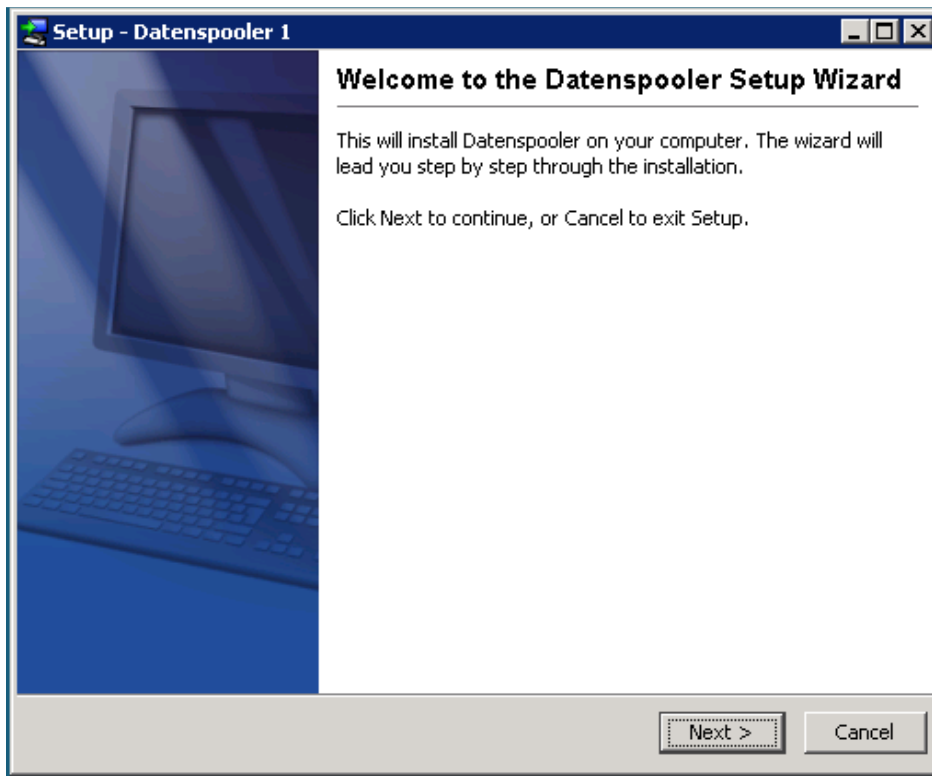 Setup - Datenspooler 1
Welcome to the Datenspooler Setup Wizard
This will install Datenspooler on your computer. The wizard will
lead you step by step through the installation.
Click Next to continue, or Cancel to exit Setup.
Next >
Cancel